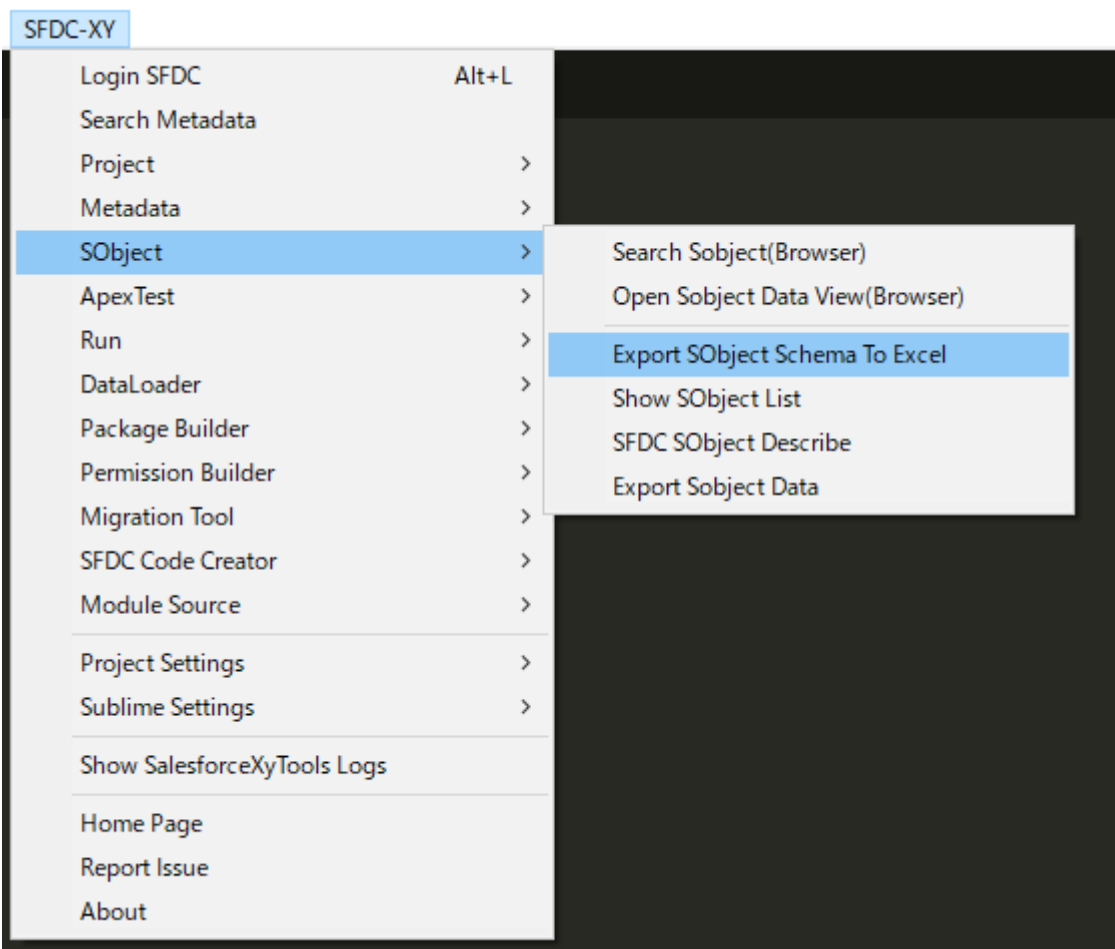 SFDC-XY
Login SFDC Alt+L
Search Metadata
Project
Metadata
SObject
ApexTest
Run
DataLoader
Package Builder
Permission Builder
Migration Tool
SFDC Code Creator
Module Source
Project Settings
Sublime Settings
Show SalesforceXyTools Logs
Home Page
Report Issue
About
Search Sobject(Browser)
Open Sobject Data View(Browser)
Export SObject Schema To Excel
Show SObject List
SFDC SObject Describe
Export Sobject Data